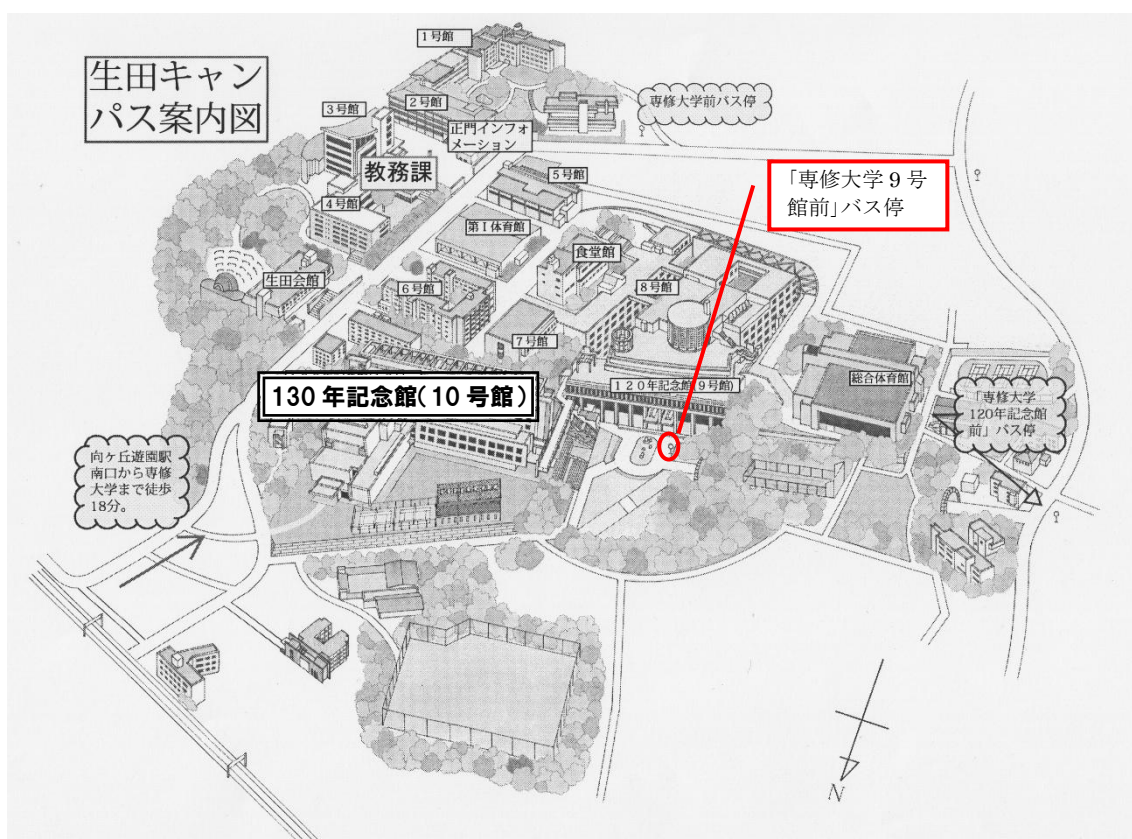 生田キャン
パス案内図
1号館
2号館
3号館
専修大学前バス停
正門インフォ
メーション
教務課
4号館
5号館
「専修大学 9 号
館前」バス停
第Ⅰ体育館
食堂館
生田会館
6号館
8号館
7号館
130 年記念館（10 号館）
120年記念館(9号館)
総合体育館
「専修大学
120年記念館
前」バス停
向ヶ丘遊園駅
南口から専修
大学まで徒歩
18分。
N